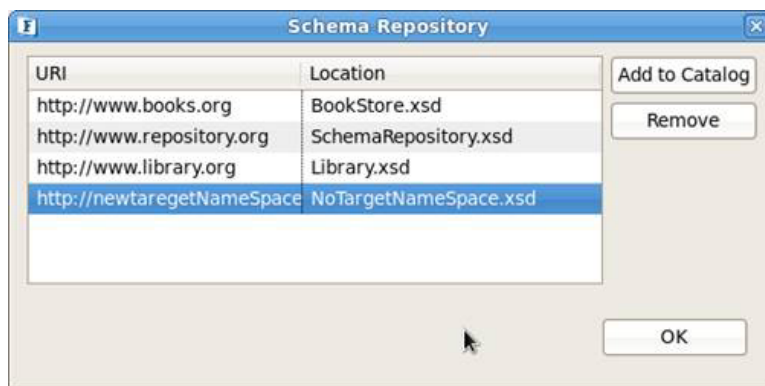 Schema Repository
URI Location
Add to Catalog
http://www.books.org BookStore.xsd
Remove
http://www.repository.org SchemaRepository.xsd
http://www.library.org Library.xsd
http://newtaregetNameSpace NoTargetNameSpace.xsd
OK